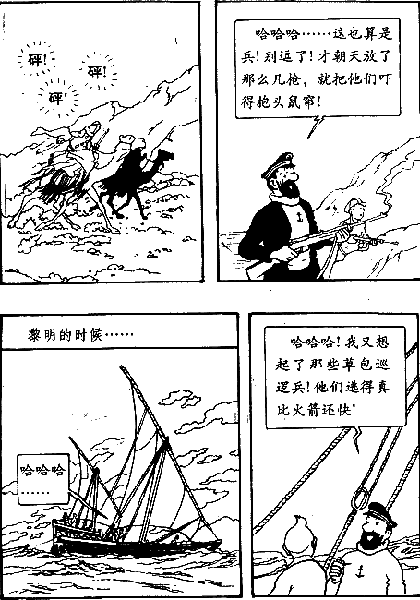 砰!
砰!
砰!
哈哈哈……这也算是
兵!别逗了!才朝天放了
那么几枪，就把他们吓
得抱头鼠窜!
黎明的时候……
哈哈哈
……
哈哈哈!我又想
起了那些草包巡
逻兵!他们逃得真
比火箭还快!